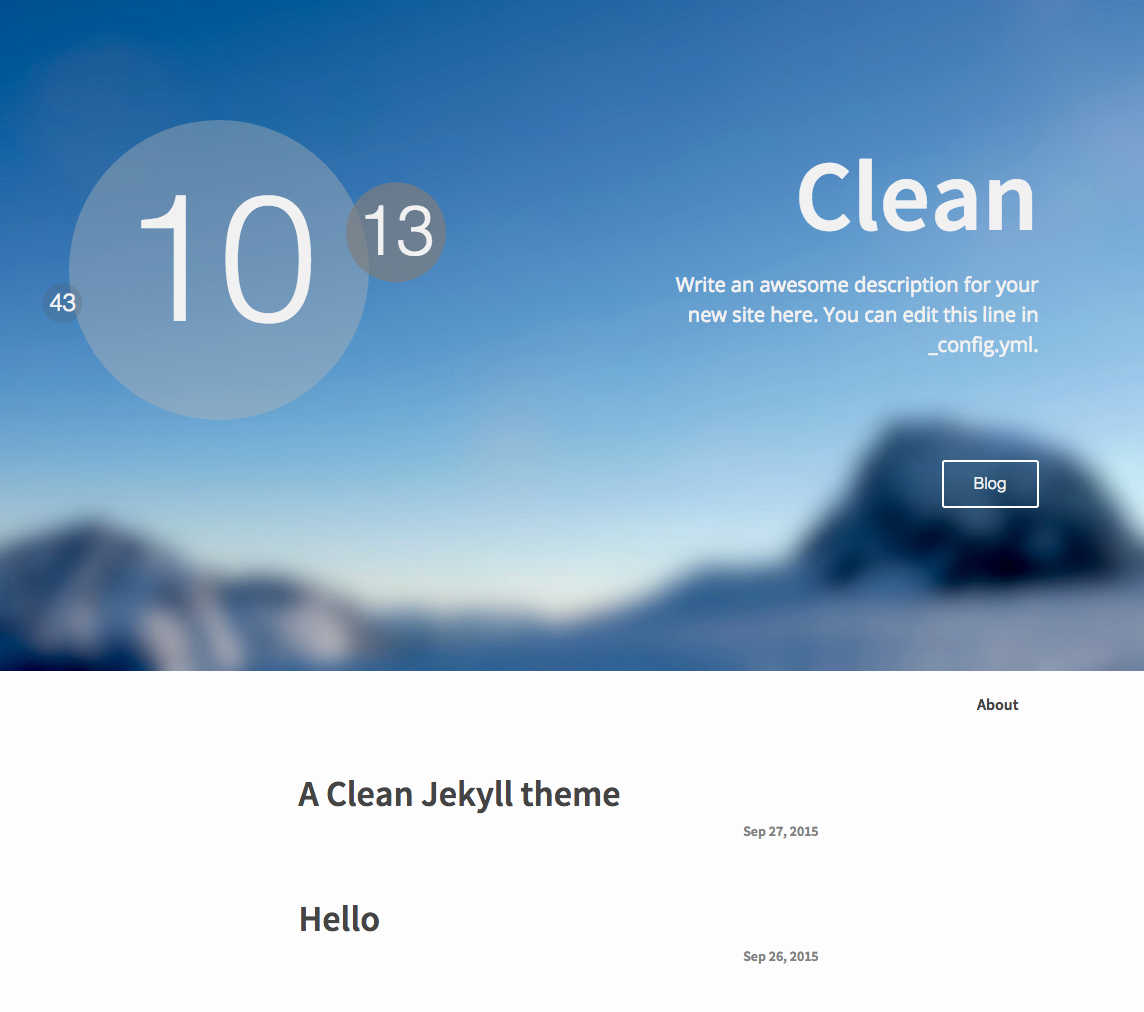 10
13
43
Clean
Write an awesome description for your
new site here. You can edit this line in
_config.yml.
Blog
About
A Clean Jekyll theme
Sep 27, 2015
Hello
Sep 26, 2015